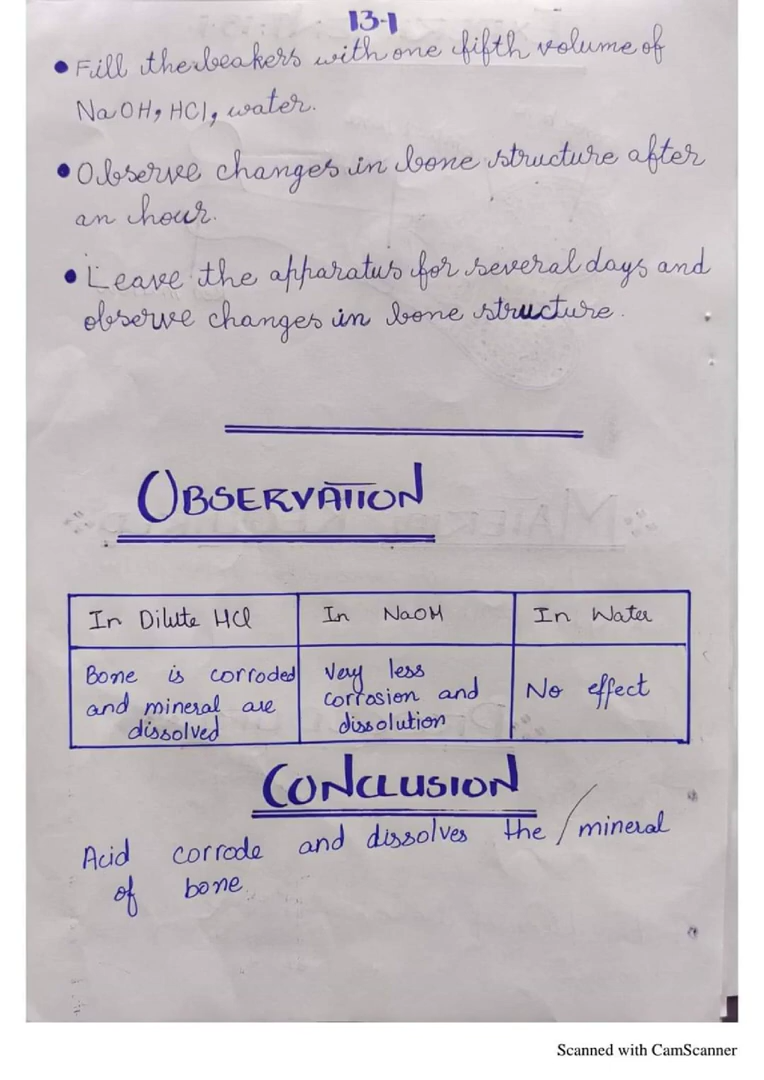 13.1
• Fill the beakers with one fifth volume of
NaOH, HCl, water.
• Observe changes in bone structure after
an hour.
• Leave the apparatus for several days and
observe changes in bone structure.
OBSERVATION
In Dilute HCl
In NaOH
In Water
Bone is corroded
and mineral are
dissolved
Very less
corrosion and
dissolution
No effect
CONCLUSION
Acid corrode and dissolves the mineral
of bone
Scanned with CamScanner